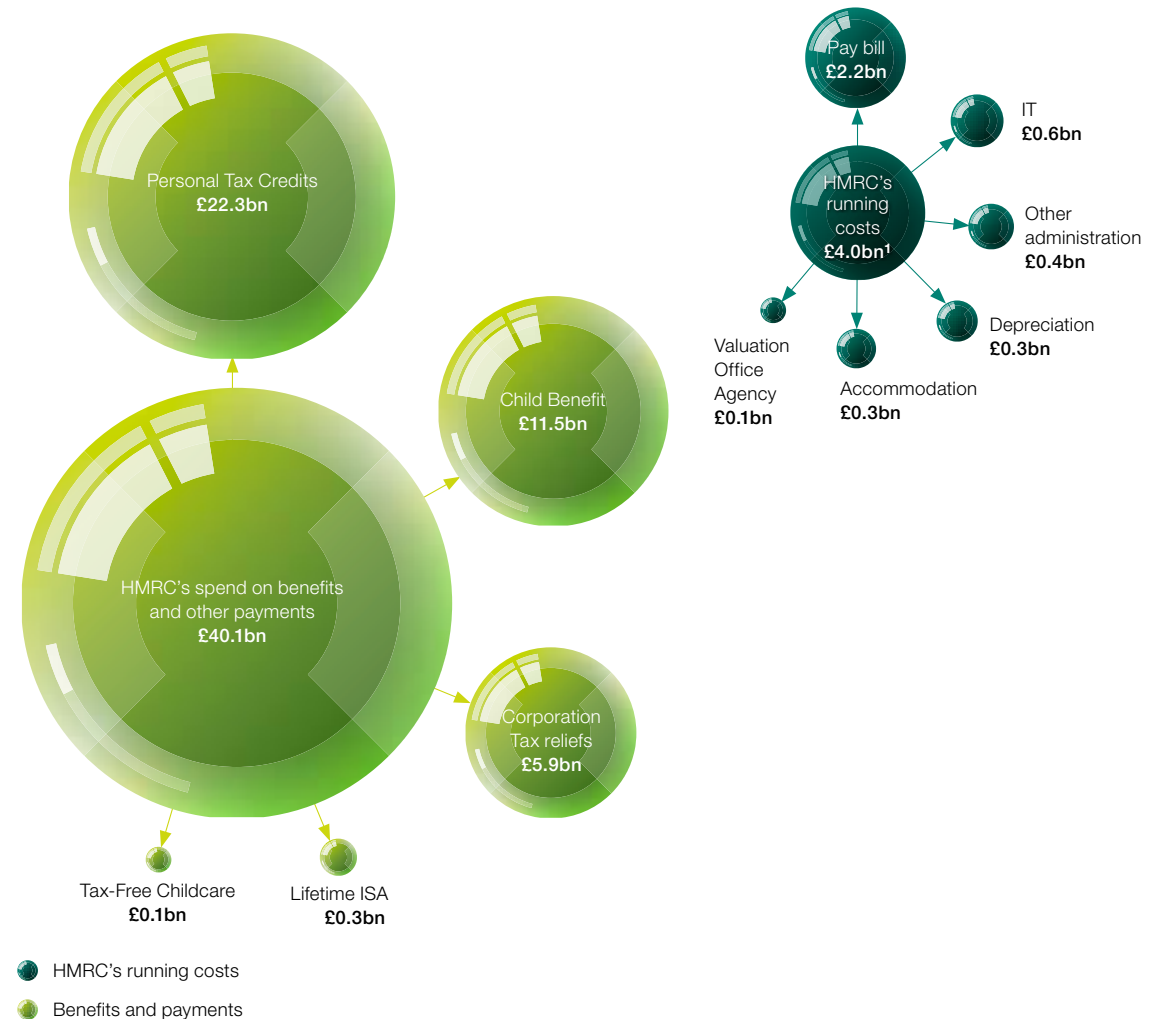 Personal Tax Credits
£22.3bn
Child Benefit
£11.5bn
HMRC’s spend on benefits
and other payments
£40.1bn
Corporation
Tax reliefs
£5.9bn
Tax-Free Childcare
£0.1bn
Lifetime ISA
£0.3bn
Pay bill
£2.2bn
IT
£0.6bn
HMRC’s
running
costs
£4.0bn¹
Other
administration
£0.4bn
Depreciation
£0.3bn
Accommodation
£0.3bn
Valuation
Office
Agency
£0.1bn
HMRC’s running costs
Benefits and payments